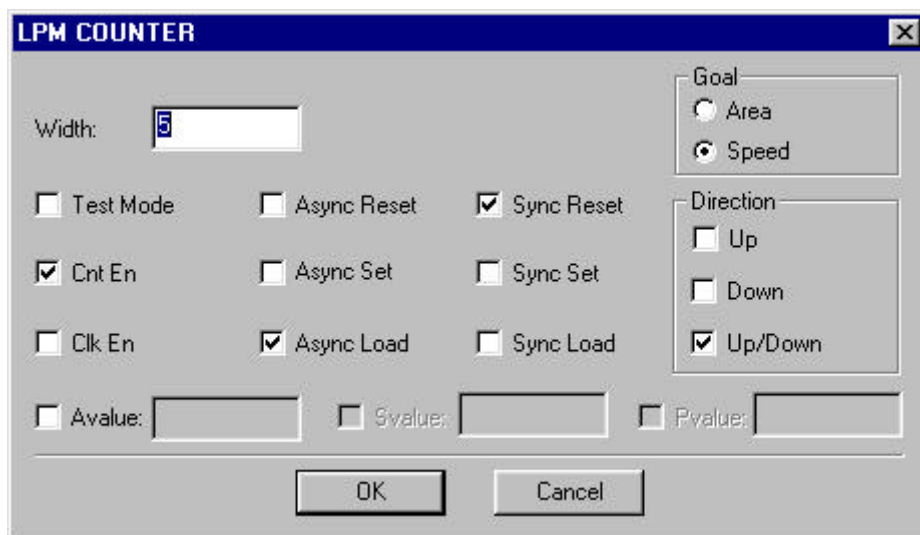 LPM COUNTER
Width: 5
Goal
Area
Speed
Test Mode Async Reset Sync Reset
Direction
Up
Cnt En Async Set Sync Set
Down
Clk En Async Load Sync Load Up/Down
Avalue: Svalue: Pvalue:
OK Cancel